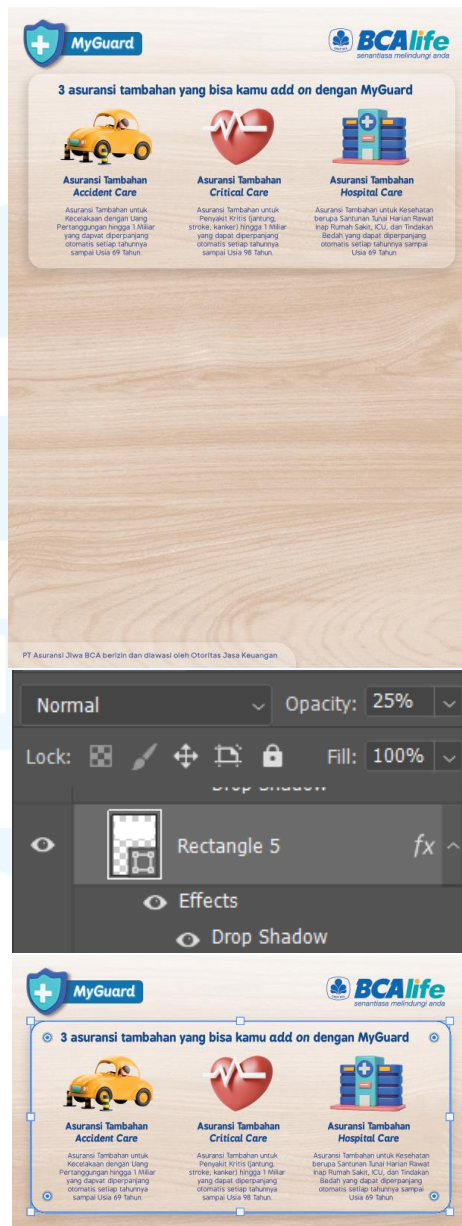 MyGuard
BCAlife
senantiasa melindungi anda
3 asuransi tambahan yang bisa kamu add on dengan MyGuard
Asuransi Tambahan
Accident Care
Asuransi Tambahan untuk
Kecelakaan dengan Uang
Pertanggungan hingga 1 Miliar
yang dapvat diperpanjang
otomatis setiap tahunnya
sampai Usia 69 Tahun.
Asuransi Tambahan
Critical Care
Asuransi Tambahan untuk
Penyakit Kritis (jantung,
stroke, kanker) hingga 1 Miliar
yang dapat diperpanjang
otomatis setiap tahunnya
sampai Usia 98 Tahun.
Asuransi Tambahan
Hospital Care
Asuransi Tambahan untuk Kesehatan
berupa Santunan Tunai Harian Rawat
Inap Rumah Sakit, ICU, dan Tindakan
Bedah yang dapat diperpanjang
otomatis setiap tahunnya sampai
Usia 69 Tahun
PT Asuransi Jiwa BCA berizin dan diawasi oleh Otoritas Jasa Keuangan
Normal
Opacity: 25%
Lock:
Fill: 100%
Drop Shadow
Rectangle 5
fx
Effects
Drop Shadow
MyGuard
BCAlife
senantiasa melindungi anda
3 asuransi tambahan yang bisa kamu add on dengan MyGuard
Asuransi Tambahan
Accident Care
Asuransi Tambahan untuk
Kecelakaan dengan Uang
Pertanggungan hingga 1 Miliar
yang dapvat diperpanjang
otomatis setiap tahunnya
sampai Usia 69 Tahun.
Asuransi Tambahan
Critical Care
Asuransi Tambahan untuk
Penyakit Kritis (jantung,
stroke, kanker) hingga 1 Miliar
yang dapat diperpanjang
otomatis setiap tahunnya
sampai Usia 98 Tahun.
Asuransi Tambahan
Hospital Care
Asuransi Tambahan untuk Kesehatan
berupa Santunan Tunai Harian Rawat
Inap Rumah Sakit, ICU, dan Tindakan
Bedah yang dapat diperpanjang
otomatis setiap tahunnya sampai
Usia 69 Tahun